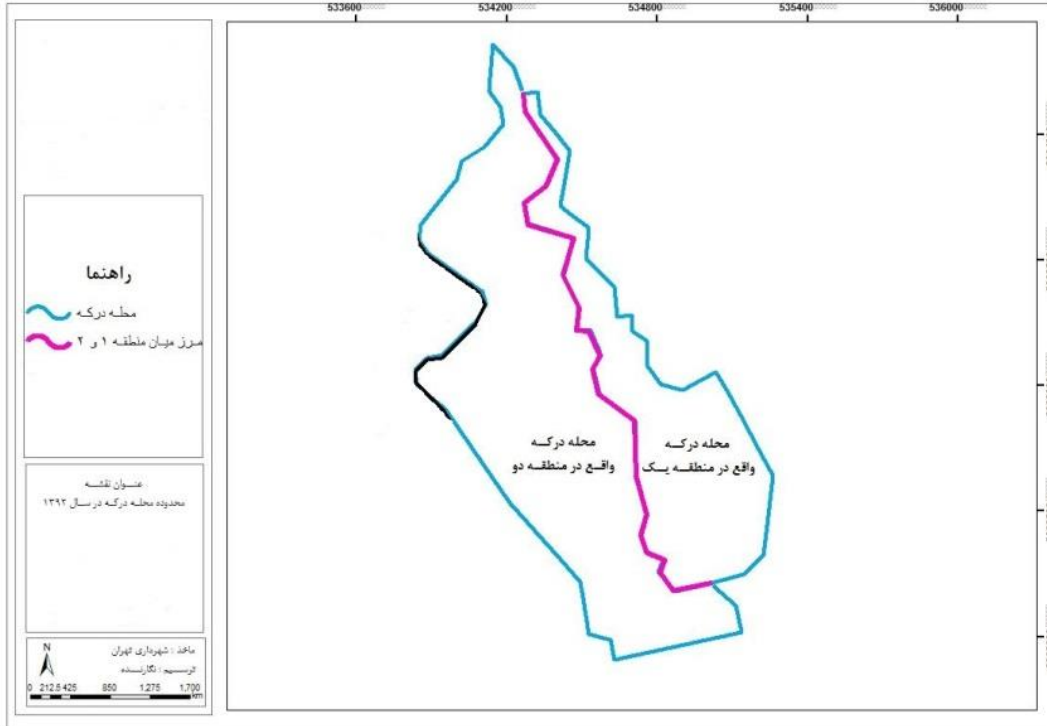 533600
534200
534800
535400
536000
راهنما
محله درکه
مرز میان منطقه ۱ و ۲
محله درکه
واقع در منطقه دو
محله درکه
واقع در منطقه یک
عنوان نقشه
محدوده محله درکه در سال ۱۳۹۲
ماخذ : شهرداری تهران
ترسیم : نگارنده
N
0 212.5 425 850 1,275 1,700
km